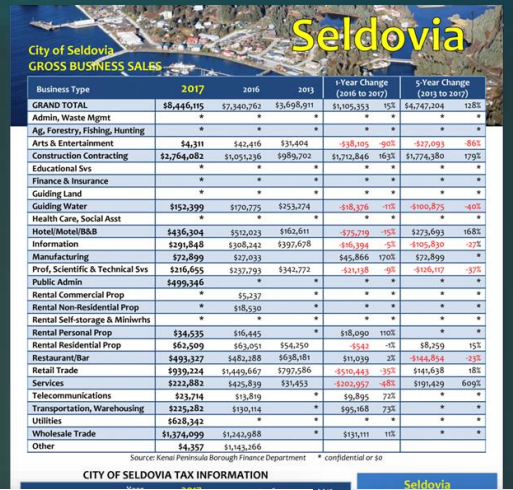 Seldovia
City of Seldovia
GROSS BUSINESS SALES
Business Type 2017 2016 2013 1-Year Change (2016 to 2017) 5-Year Change (2013 to 2017)
GRAND TOTAL $8,446,115 $7,340,762 $3,698,911 $1,105,353 15% $4,747,204 128%
Admin, Waste Mgmt * * * * * * *
Ag, Forestry, Fishing, Hunting * * * * * * *
Arts & Entertainment $4,311 $42,416 $31,404 -$38,105 -90% -$27,093 -86%
Construction Contracting $2,764,082 $1,051,236 $989,702 $1,712,846 163% $1,774,380 179%
Educational Svs * * * * * * *
Finance & Insurance * * * * * * *
Guiding Land * * * * * * *
Guiding Water $152,399 $170,775 $253,274 -$18,376 -11% -$100,875 -40%
Health Care, Social Asst * * * * * * *
Hotel/Motel/B&B $436,304 $512,023 $162,611 -$75,719 -15% $273,693 168%
Information $291,848 $308,242 $397,678 -$16,394 -5% -$105,830 -27%
Manufacturing $72,899 $27,033 $45,866 170% $72,899 *
Prof, Scientific & Technical Svs $216,655 $237,793 $342,772 -$21,138 -9% -$126,117 -37%
Public Admin $499,346 * * * * * *
Rental Commercial Prop * $5,237 * * * * *
Rental Non-Residential Prop * $18,530 * * * * *
Rental Self-storage & Miniwrhs * * * * * * *
Rental Personal Prop $34,535 $16,445 * $18,090 110% * *
Rental Residential Prop $62,509 $63,051 $54,250 -$542 -1% $8,259 15%
Restaurant/Bar $493,327 $482,288 $638,181 $11,039 2% -$144,854 -23%
Retail Trade $939,224 $1,449,667 $797,586 -$510,443 -35% $141,638 18%
Services $222,882 $425,839 $31,453 -$202,957 -48% $191,429 609%
Telecommunications $23,714 $13,819 * $9,895 72% * *
Transportation, Warehousing $225,282 $130,114 * $95,168 73% * *
Utilities $628,342 * * * * * *
Wholesale Trade $1,374,099 $1,242,988 * $131,111 11% * *
Other $4,357 $1,143,266
Source: Kenai Peninsula Borough Finance Department * confidential or $0
CITY OF SELDOVIA TAX INFORMATION
Year 2017
Seldovia